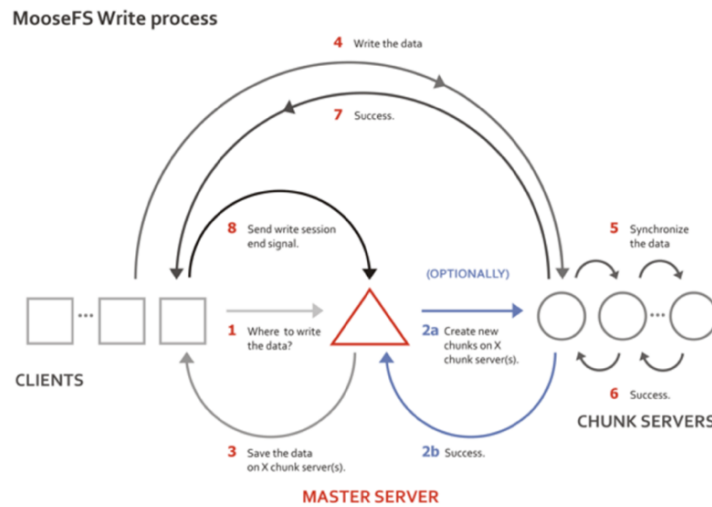 MooseFS Write process
4 Write the data
7 Success.
8 Send write session
end signal.
5 Synchronize
the data
(OPTIONALLY)
1 Where to write
the data?
2a Create new
chunks on X
chunk server(s).
CLIENTS
6 Success.
CHUNK SERVERS
3 Save the data
on X chunk server(s).
2b Success.
MASTER SERVER